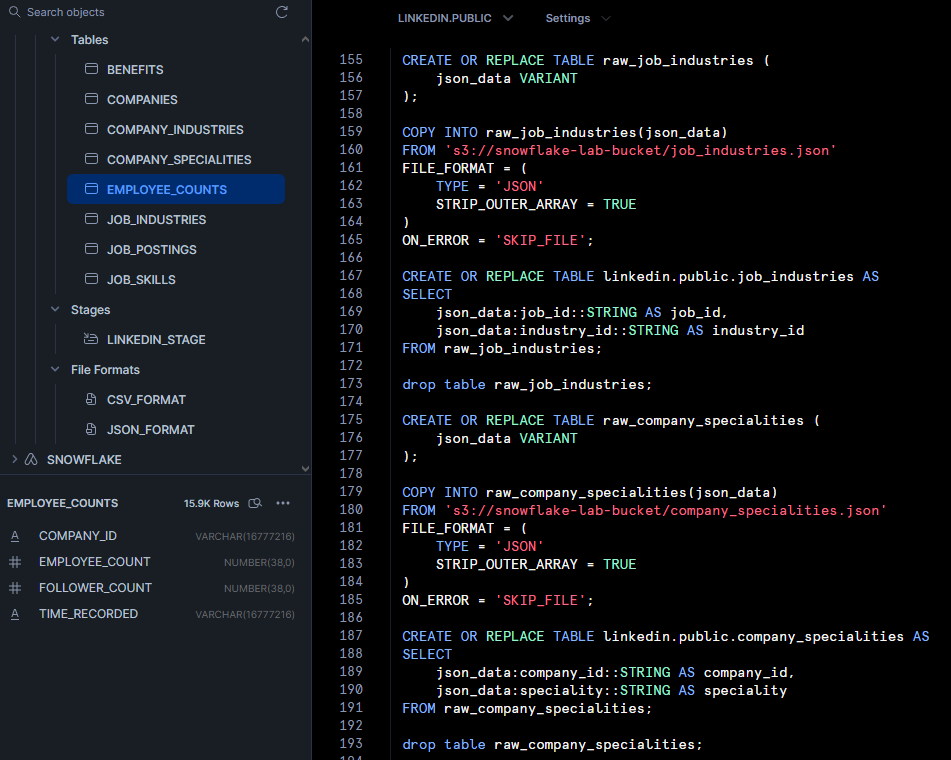 Search objects
Tables
BENEFITS
COMPANIES
COMPANY_INDUSTRIES
COMPANY_SPECIALITIES
EMPLOYEE_COUNTS
JOB_INDUSTRIES
JOB_POSTINGS
JOB_SKILLS
Stages
LINKEDIN_STAGE
File Formats
CSV_FORMAT
JSON_FORMAT
SNOWFLAKE
EMPLOYEE_COUNTS 15.9K Rows
A COMPANY_ID VARCHAR(16777216)
# EMPLOYEE_COUNT NUMBER(38,0)
# FOLLOWER_COUNT NUMBER(38,0)
A TIME_RECORDED VARCHAR(16777216)
LINKEDIN.PUBLIC Settings
155 CREATE OR REPLACE TABLE raw_job_industries (
156     json_data VARIANT
157 );
158
159 COPY INTO raw_job_industries(json_data)
160 FROM 's3://snowflake-lab-bucket/job_industries.json'
161 FILE_FORMAT = (
162     TYPE = 'JSON'
163     STRIP_OUTER_ARRAY = TRUE
164 )
165 ON_ERROR = 'SKIP_FILE';
166
167 CREATE OR REPLACE TABLE linkedin.public.job_industries AS
168 SELECT
169     json_data:job_id::STRING AS job_id,
170     json_data:industry_id::STRING AS industry_id
171 FROM raw_job_industries;
172
173 drop table raw_job_industries;
174
175 CREATE OR REPLACE TABLE raw_company_specialities (
176     json_data VARIANT
177 );
178
179 COPY INTO raw_company_specialities(json_data)
180 FROM 's3://snowflake-lab-bucket/company_specialities.json'
181 FILE_FORMAT = (
182     TYPE = 'JSON'
183     STRIP_OUTER_ARRAY = TRUE
184 )
185 ON_ERROR = 'SKIP_FILE';
186
187 CREATE OR REPLACE TABLE linkedin.public.company_specialities AS
188 SELECT
189     json_data:company_id::STRING AS company_id,
190     json_data:speciality::STRING AS speciality
191 FROM raw_company_specialities;
192
193 drop table raw_company_specialities;